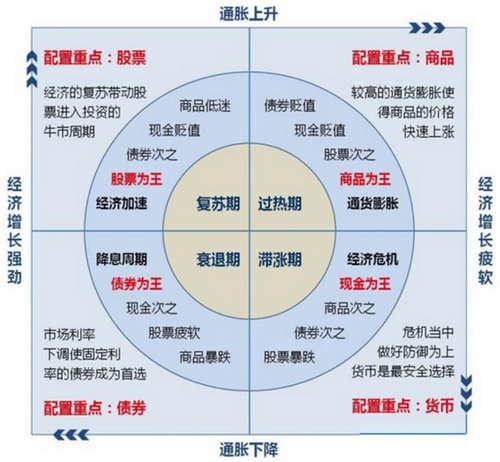 通胀上升
配置重点：股票
经济的复苏带动股
票进入投资的
牛市周期
配置重点：商品
较高的通货膨胀使
得商品的价格
快速上涨
商品低迷
现金贬值
债券次之
股票为王
经济加速
复苏期
债券贬值
现金贬值
股票次之
商品为王
通货膨胀
过热期
经济增长强劲
经济增长疲软
降息周期
债券为王
现金次之
股票疲软
商品暴跌
衰退期
经济危机
现金为王
商品次之
债券次之
股票暴跌
滞涨期
市场利率
下调使固定利
率的债券成为首选
配置重点：债券
危机当中
做好防御为上
货币是最安全选择
配置重点：货币
通胀下降